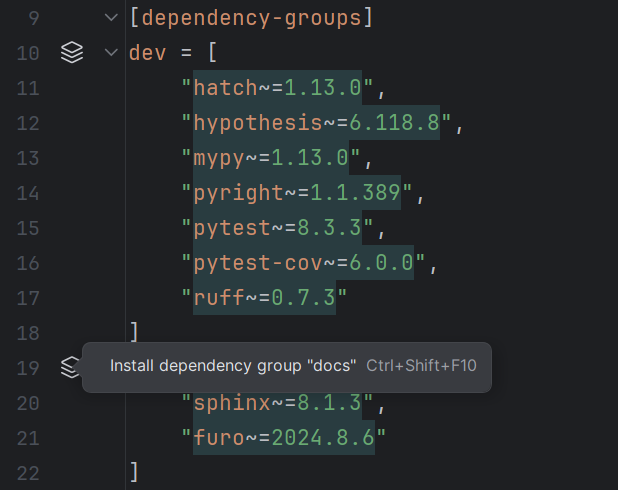 9 [dependency-groups]
10 dev = [
11 "hatch~=1.13.0",
12 "hypothesis~=6.118.8",
13 "mypy~=1.13.0",
14 "pyright~=1.1.389",
15 "pytest~=8.3.3",
16 "pytest-cov~=6.0.0",
17 "ruff~=0.7.3"
18 ]
19 Install dependency group "docs" Ctrl+Shift+F10
20 "sphinx~=8.1.3",
21 "furo~=2024.8.6"
22 ]